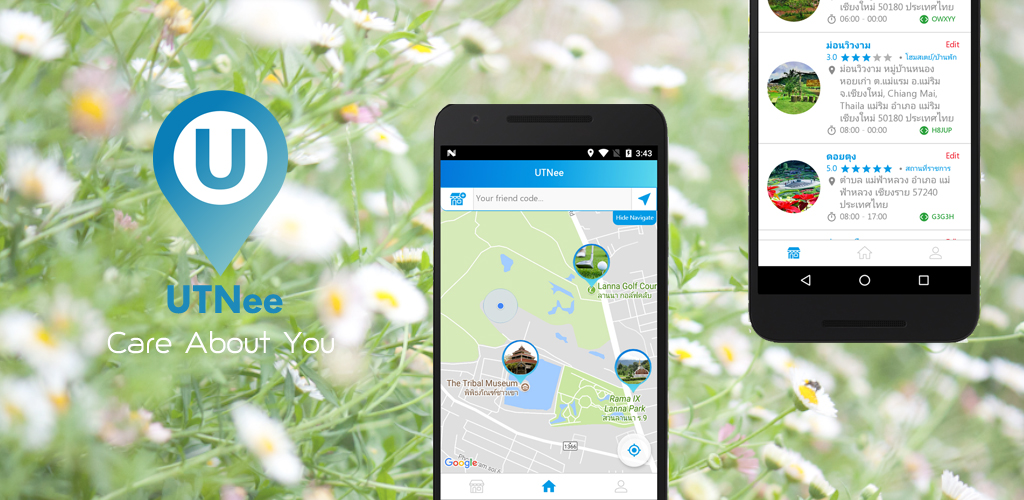 U
UTNee
Care About You
3:43
UTNee
Your friend code...
Hide Navigate
Lanna Golf Cour
ลานนา กอล์ฟคลับ
The Tribal Museum
พิพิธภัณฑ์ชาวเขา
Rama IX
Lanna Park
สวนล้านนา ร.9
1366
Google
เชียงใหม่ 50180 ประเทศไทย
06:00 - 00:00
OWXYY
ม่อนวิวงาม
Edit
3.0
• โฮมสเตย์/บ้านพัก
ม่อนวิวงาม หมู่บ้านหนอง
หอยเก่า ต.แม่แรม อ.แม่ริม
จ.เชียงใหม่, Chiang Mai,
Thaila แม่ริม อำเภอ แม่ริม
เชียงใหม่ 50180 ประเทศไทย
08:00 - 00:00
H8JUP
ดอยตุง
Edit
5.0
• สถานที่ราชการ
ตำบล แม่ฟ้าหลวง อำเภอ แม่
ฟ้าหลวง เชียงราย 57240
ประเทศไทย
08:00 - 17:00
G3G3H